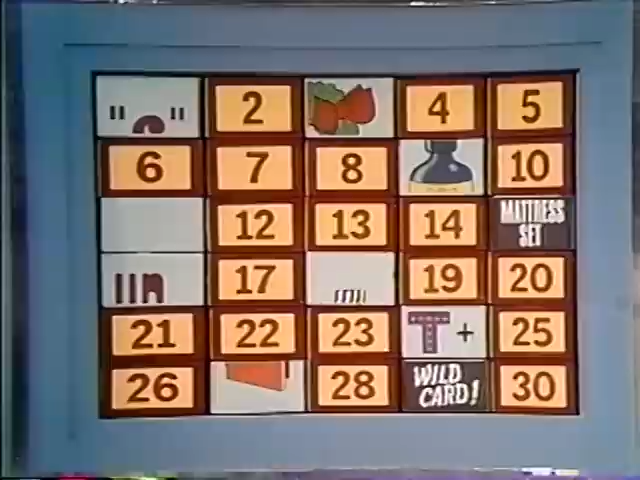 " " 2 4 5
6 7 8 10
12 13 14 MATTRESS
SET
17 19 20
21 22 23 T + 25
26 28 WILD
CARD! 30